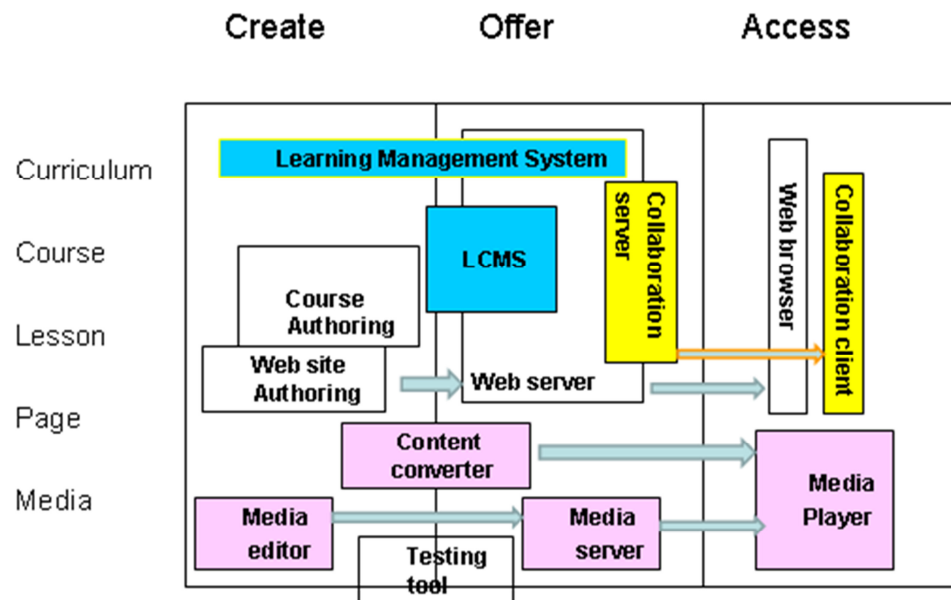 Create Offer Access
Curriculum
Course
Lesson
Page
Media
Learning Management System
LCMS
Collaboration
server
Course
Authoring
Web site
Authoring
Web server
Content
converter
Media
editor
Media
server
Testing
tool
Web browser
Collaboration client
Media
Player